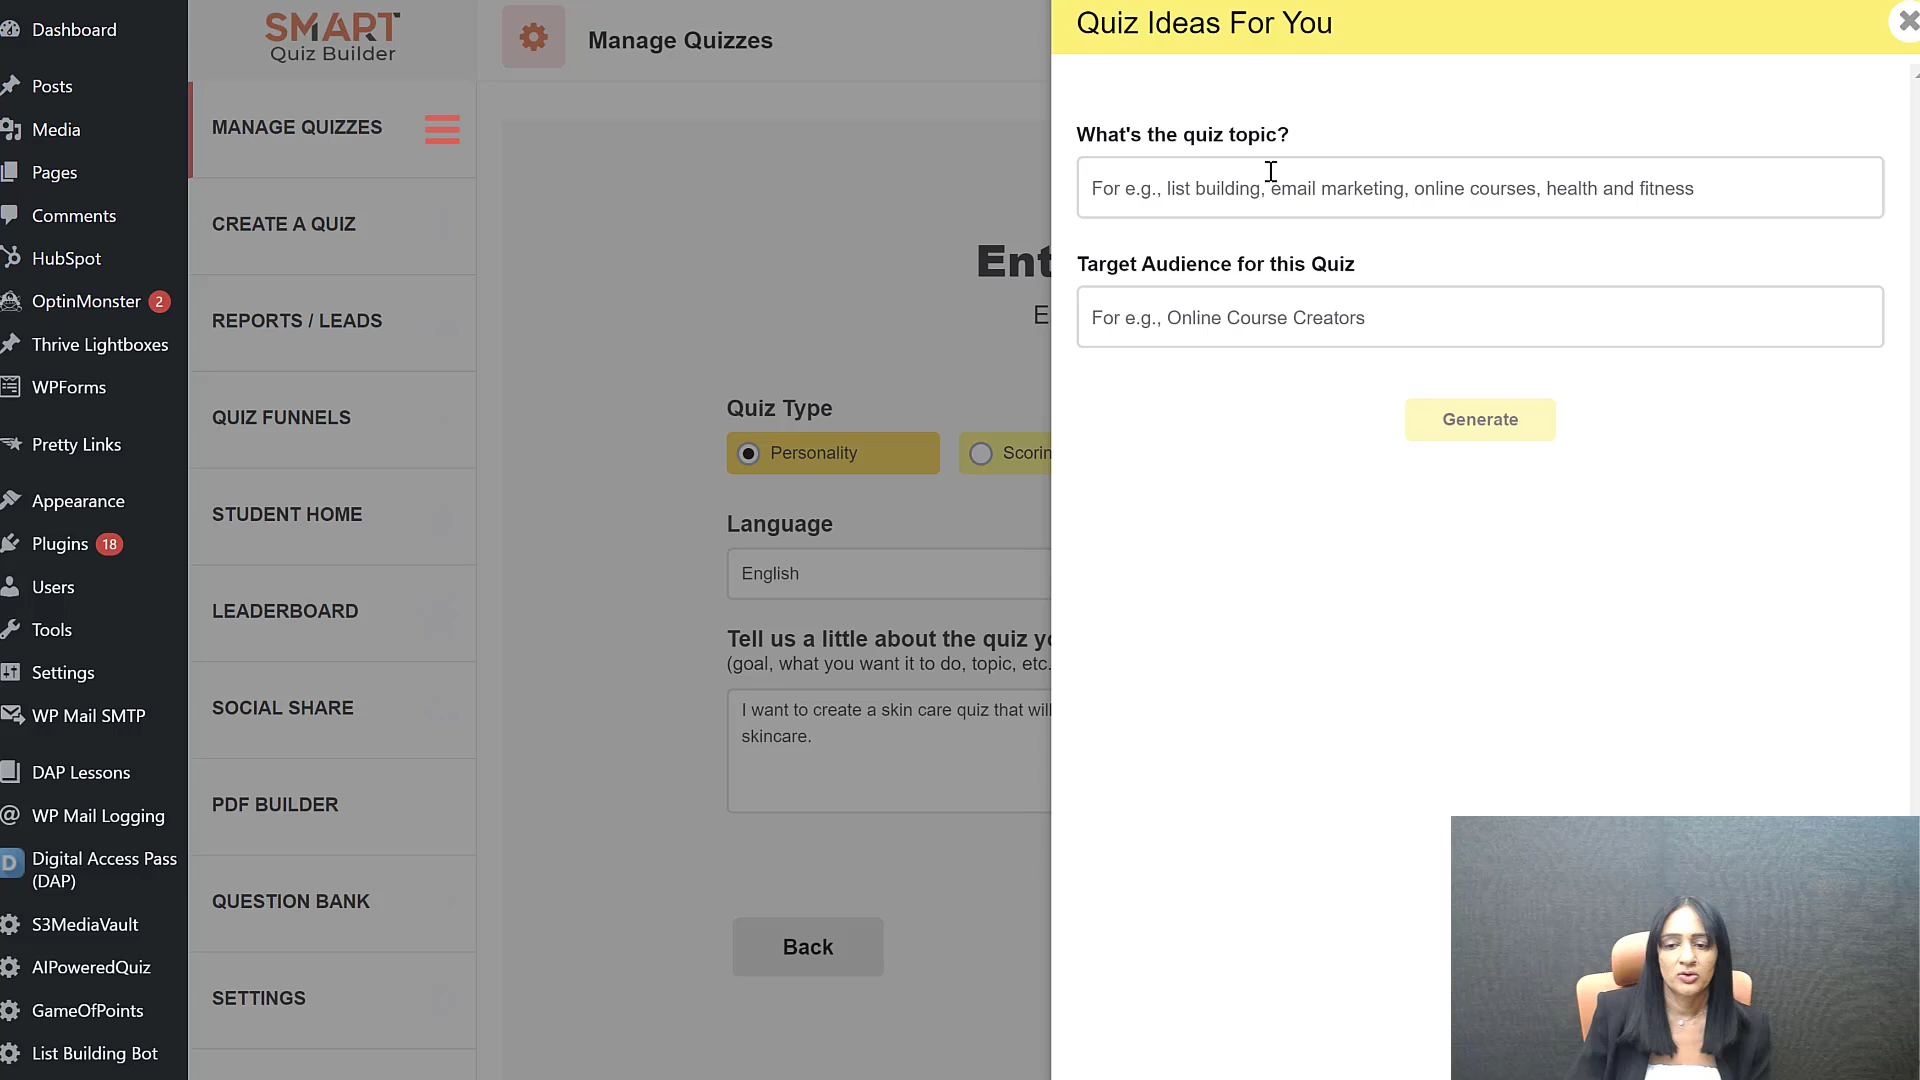 Dashboard
Posts
Media
Pages
Comments
HubSpot
OptinMonster 2
Thrive Lightboxes
WPForms
Pretty Links
Appearance
Plugins 18
Users
Tools
Settings
WP Mail SMTP
DAP Lessons
WP Mail Logging
Digital Access Pass
(DAP)
S3MediaVault
AIPoweredQuiz
GameOfPoints
List Building Bot
SMART
Quiz Builder
MANAGE QUIZZES
CREATE A QUIZ
REPORTS / LEADS
QUIZ FUNNELS
STUDENT HOME
LEADERBOARD
SOCIAL SHARE
PDF BUILDER
QUESTION BANK
SETTINGS
Manage Quizzes
Ent
E
Quiz Type
Personality
Scorin
Language
English
Tell us a little about the quiz yo
(goal, what you want it to do, topic, etc.
I want to create a skin care quiz that will
skincare.
Back
Quiz Ideas For You
What's the quiz topic?
For e.g., list building, email marketing, online courses, health and fitness
Target Audience for this Quiz
For e.g., Online Course Creators
Generate